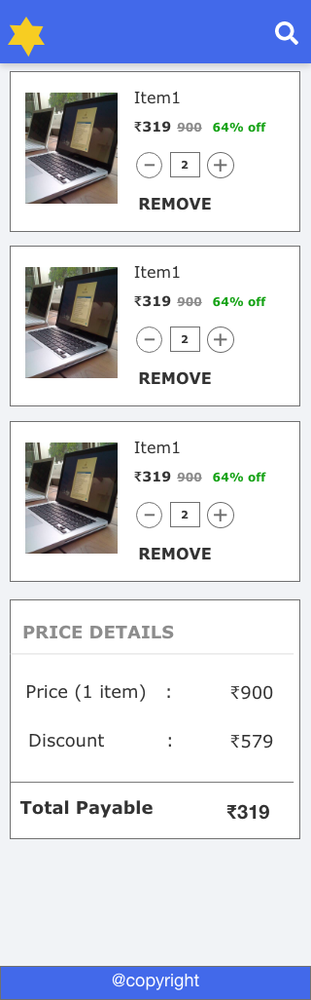 Item1
₹319 900 64% off
2
REMOVE
Item1
₹319 900 64% off
2
REMOVE
Item1
₹319 900 64% off
2
REMOVE
PRICE DETAILS
Price (1 item) : ₹900
Discount : ₹579
Total Payable ₹319
@copyright